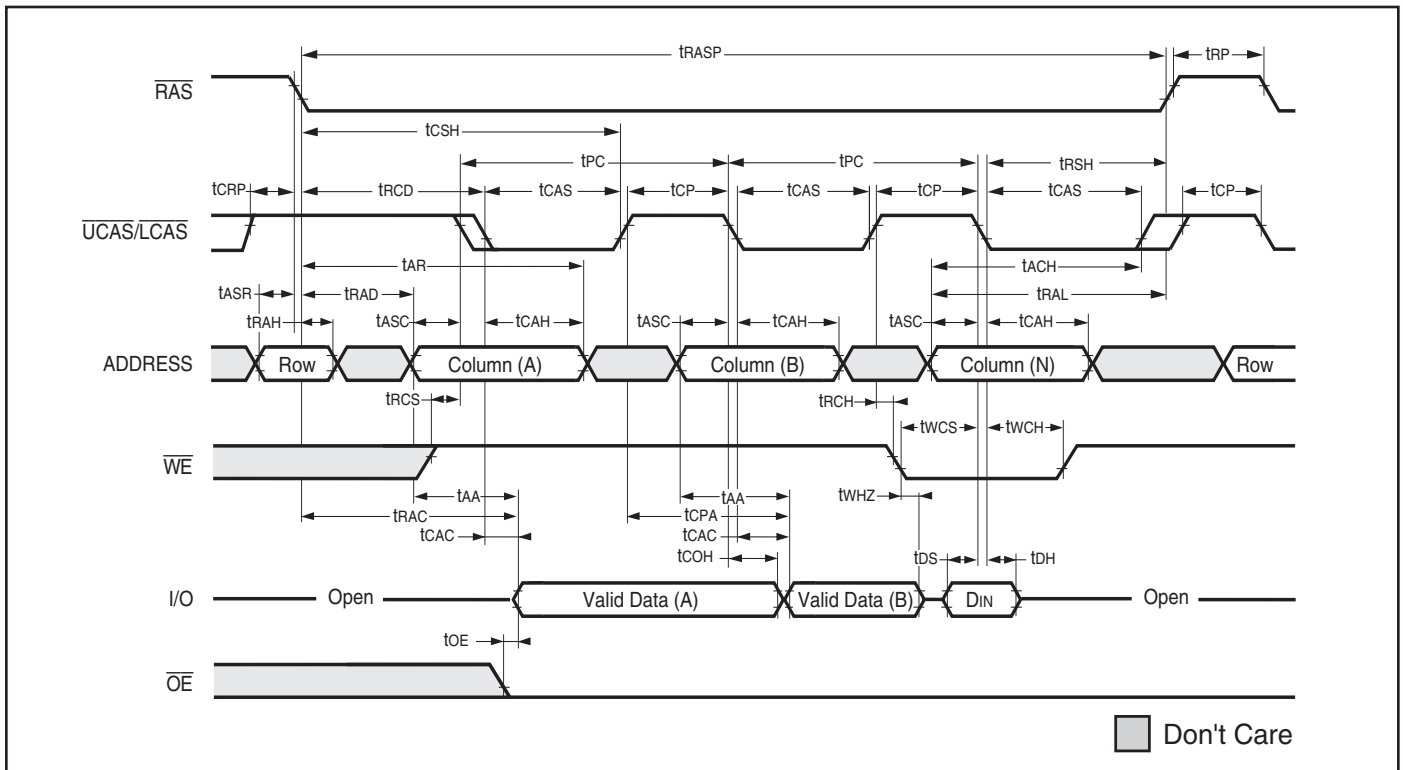 tRASP
tRP
RAS
tCSH
tPC
tPC
tRSH
tCRP
tRCD
tCAS
tCP
tCAS
tCP
tCAS
tCP
UCAS/LCAS
tAR
tACH
tASR
tRAD
tRAL
tRAH
tASC
tCAH
tASC
tCAH
tASC
tCAH
ADDRESS
Row
Column (A)
Column (B)
Column (N)
Row
tRCS
tRCH
tWCS
tWCH
WE
tAA
tAA
tWHZ
tRAC
tCPA
tCAC
tCAC
tCOH
tDS
tDH
I/O
Open
Valid Data (A)
Valid Data (B)
DIN
Open
tOE
OE
Don't Care